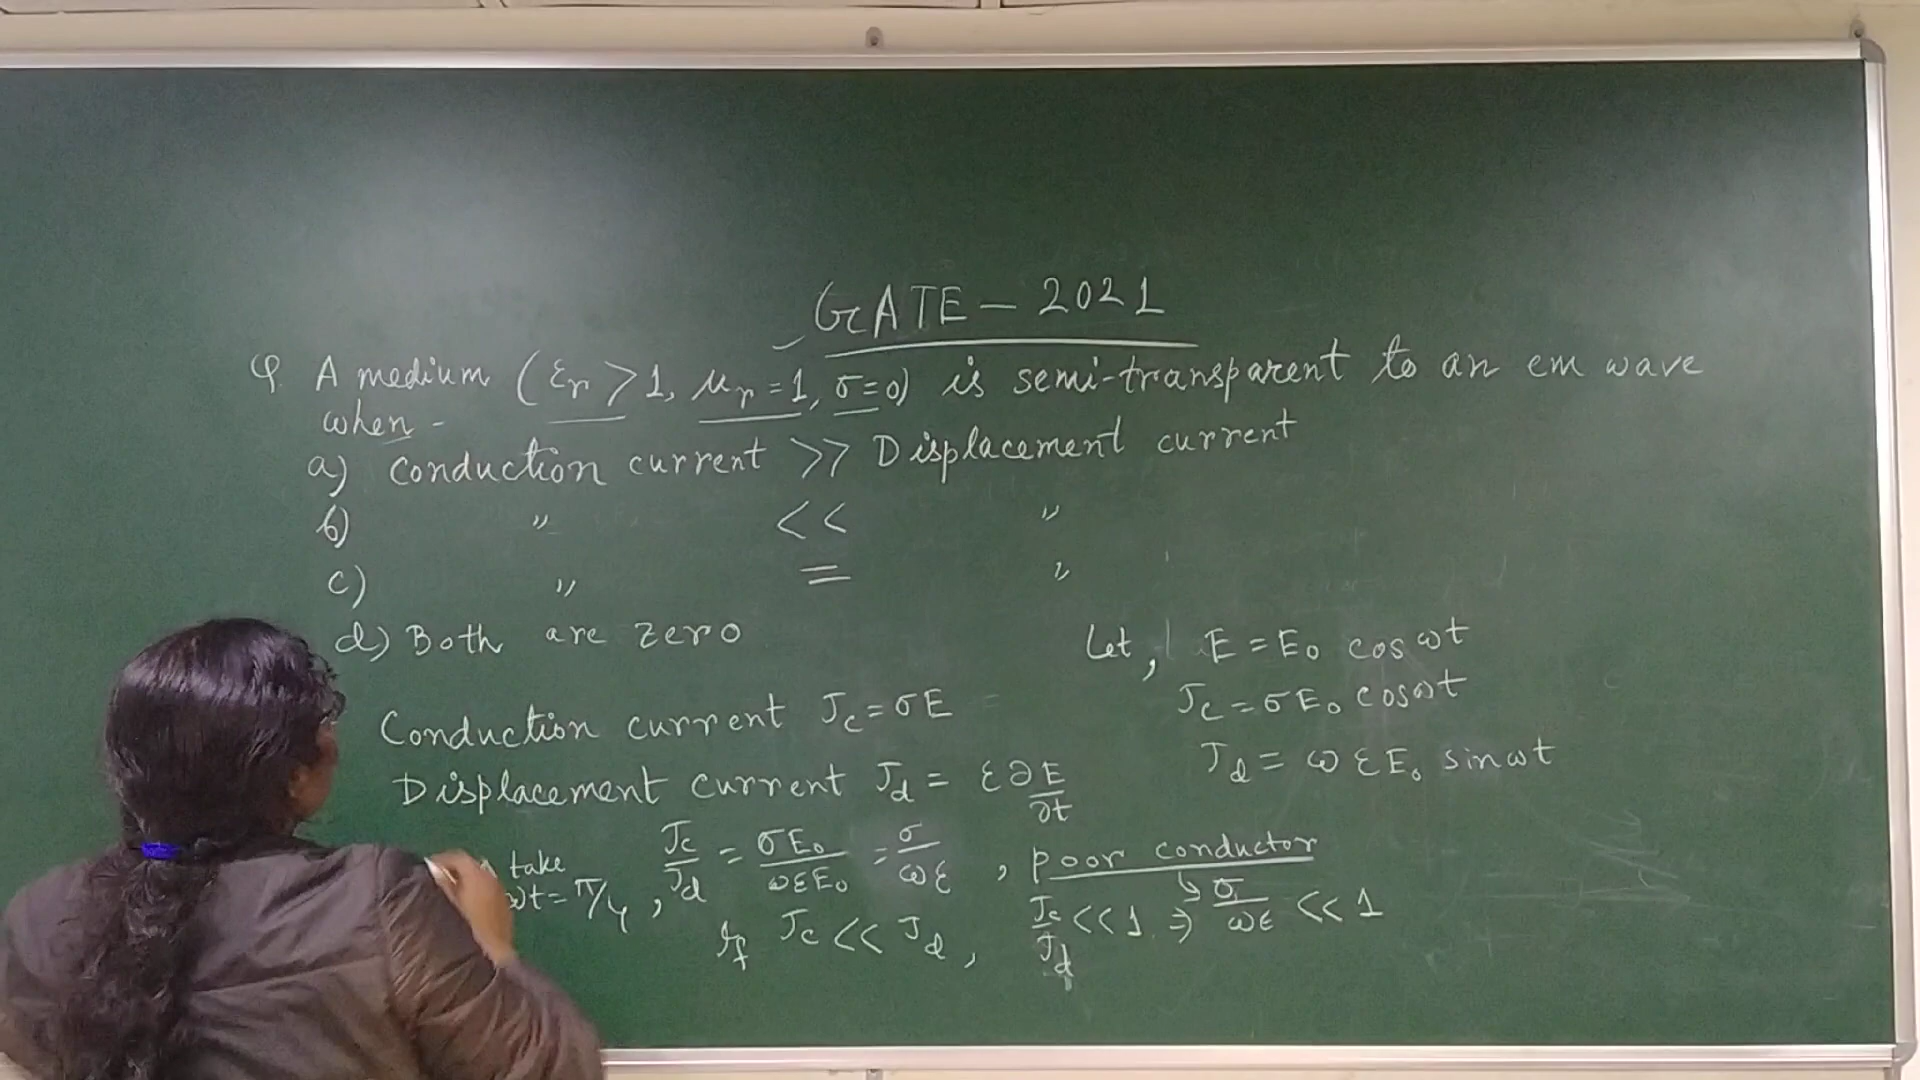 GATE - 2021
Q. A medium (εr > 1, μr = 1, σ = 0) is semi-transparent to an em wave
when -
a) Conduction current >> Displacement current
b) " << "
c) " = "
d) Both are zero
Let, E = E₀ cos ωt
Jc = σE₀ cosωt
Jd = ω ε E₀ sin ωt
Conduction current Jc = σE
Displacement current Jd = ε ∂E/∂t
take ωt = π/4, Jc/Jd = σE₀/ωεE₀ = σ/ωε, poor conductor
If Jc << Jd, Jc/Jd << 1 ⇒ σ/ωε << 1